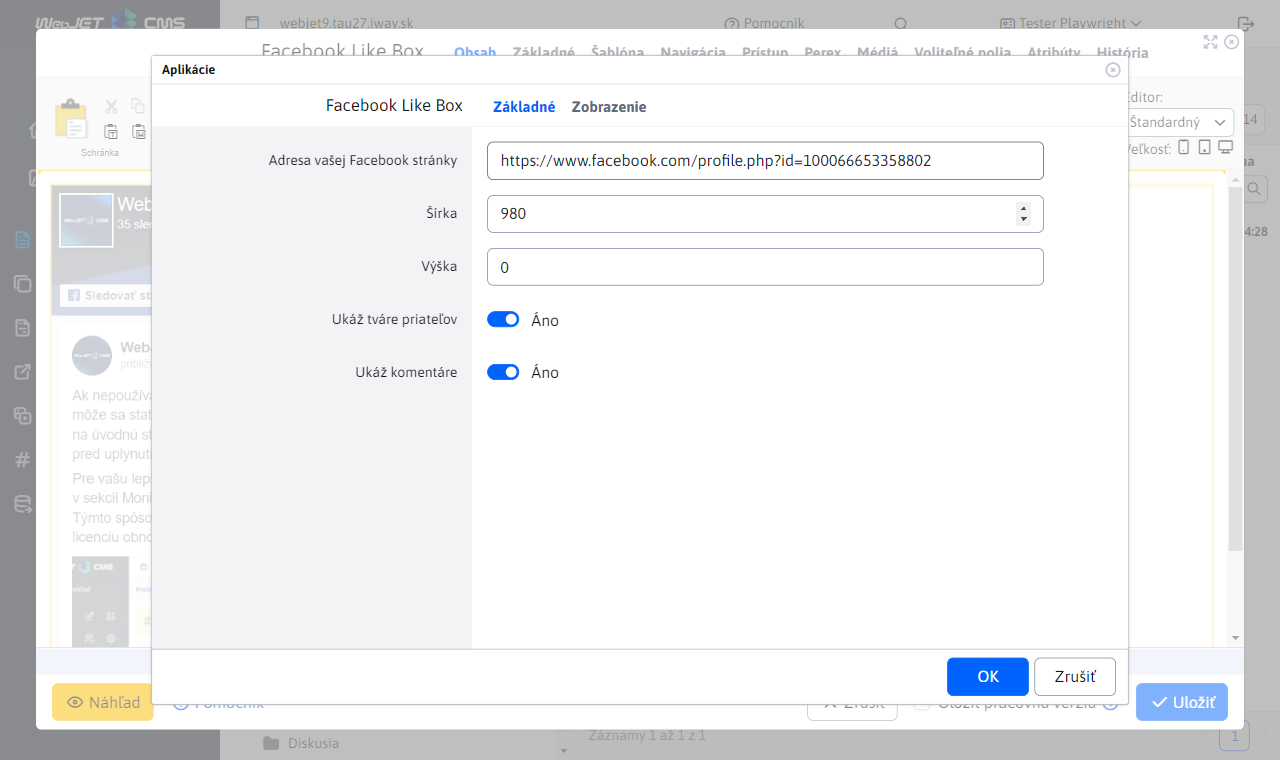 WebJET CMS
webjet9.tau27.iway.sk
Pomocník
Tester Playwright
Facebook Like Box
Obsah
Základné
Šablóna
Navigácia
Prístup
Perex
Médiá
Voliteľné polia
Atribúty
História
Aplikácie
Facebook Like Box
Základné
Zobrazenie
Schránka
Editor:
Štandardný
14
Veľkosť:
4:28
Adresa vašej Facebook stránky
https://www.facebook.com/profile.php?id=100066653358802
Šírka
980
Výška
0
Ukáž tváre priateľov
Áno
Ukáž komentáre
Áno
35 sle
Sledovať st
Ak nepoužíva
môže sa stať
na úvodnú st
pred uplynutí
Pre vašu lep
v sekcii Moni
Týmto spôso
licenciu obno
OK
Zrušiť
Náhľad
Pomocník
Zrušiť
Uložiť pracovnú verziu
Uložiť
Diskusia
Záznamy 1 až 1 z 1
1